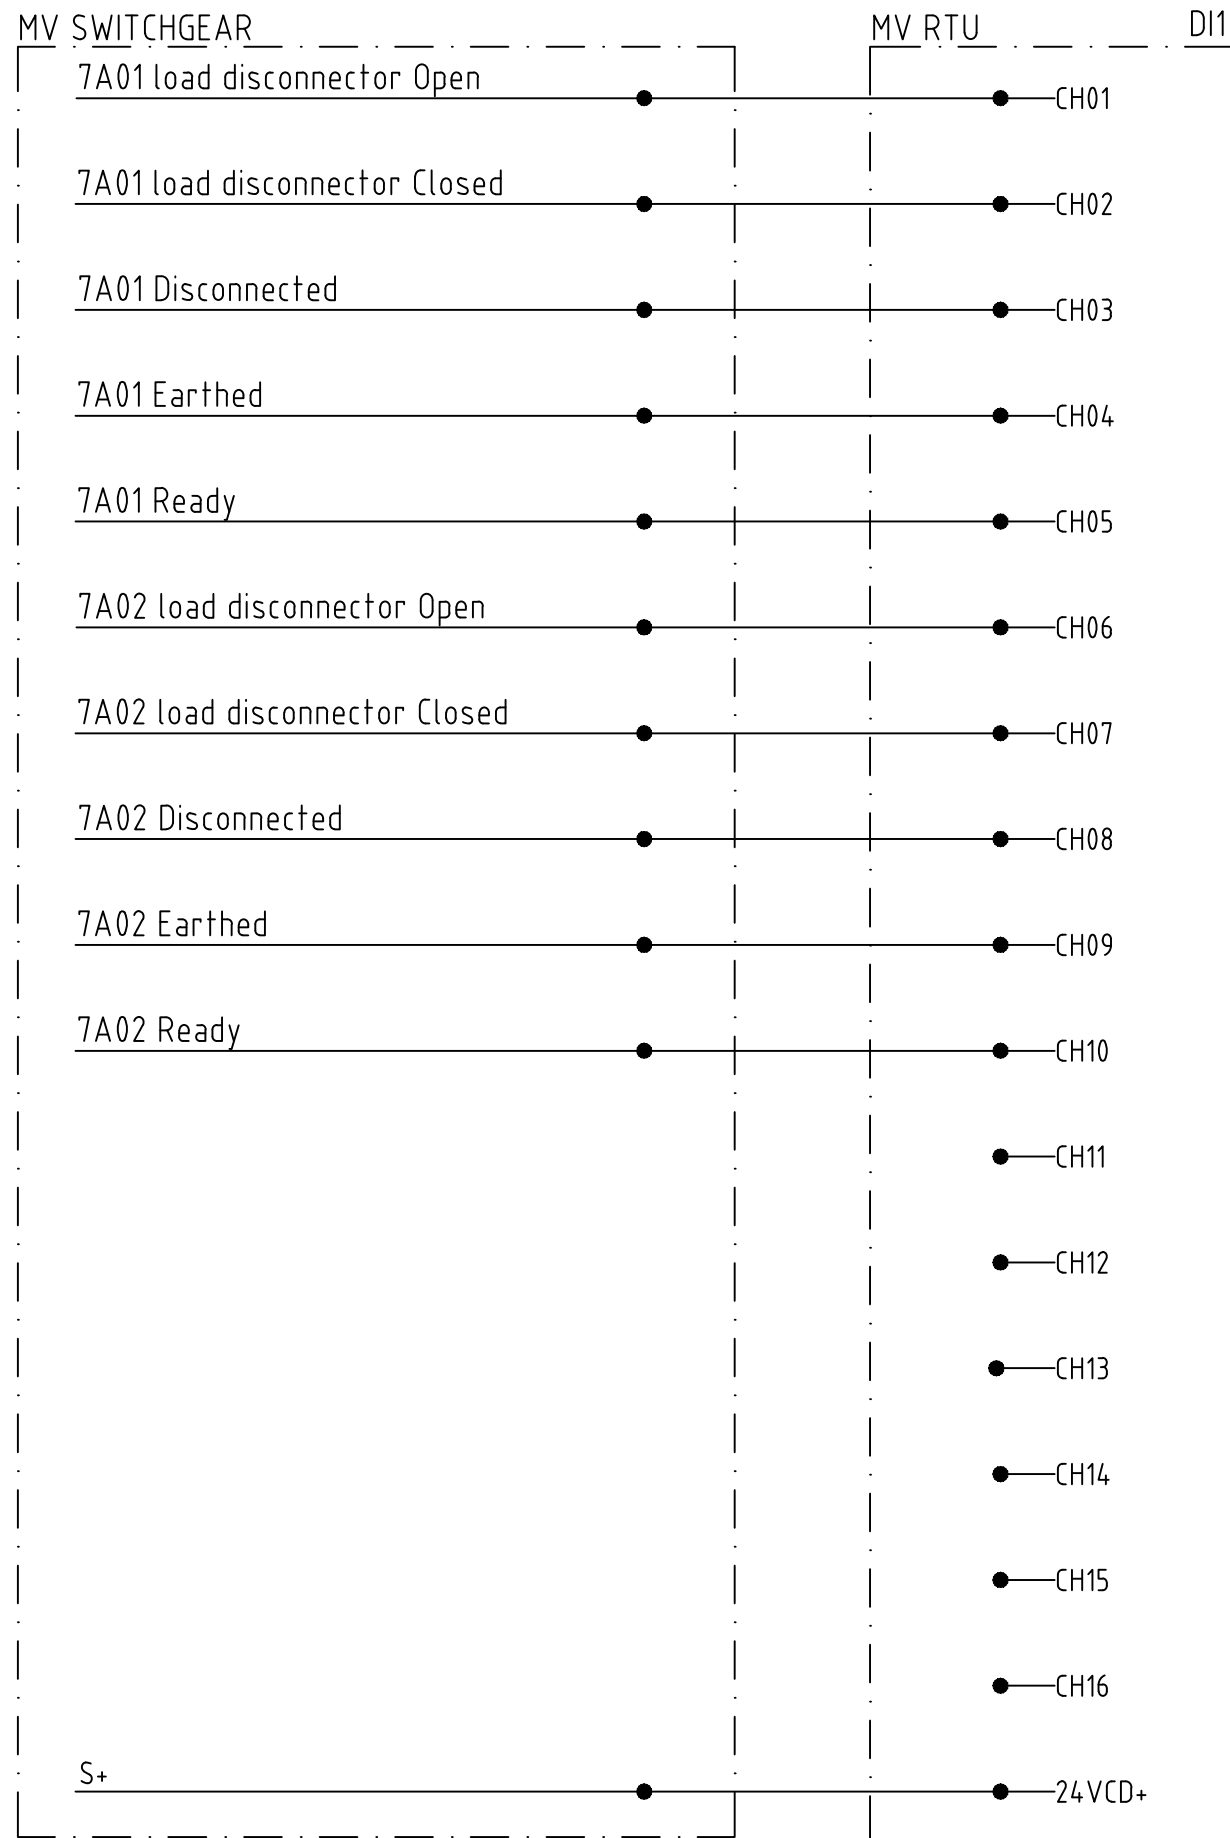 MV SWITCHGEAR MV RTU DI1
7A01 load disconnector Open CH01
7A01 load disconnector Closed CH02
7A01 Disconnected CH03
7A01 Earthed CH04
7A01 Ready CH05
7A02 load disconnector Open CH06
7A02 load disconnector Closed CH07
7A02 Disconnected CH08
7A02 Earthed CH09
7A02 Ready CH10
CH11
CH12
CH13
CH14
CH15
CH16
S+ 24VCD+